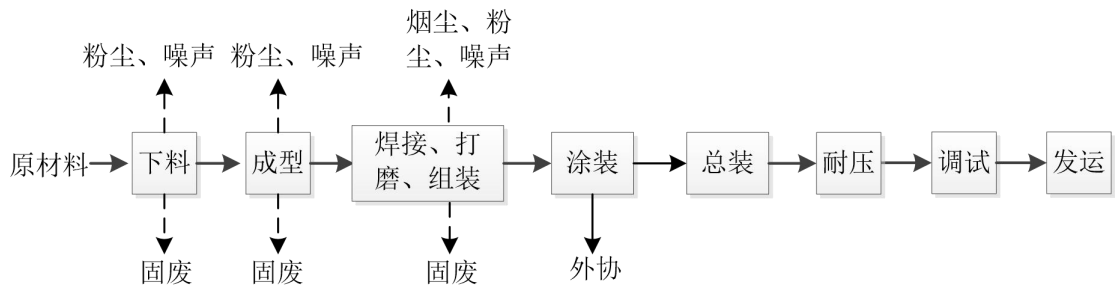 烟尘、粉
尘、噪声
粉尘、噪声
粉尘、噪声
原材料
下料
成型
焊接、打
磨、组装
涂装
总装
耐压
调试
发运
固废
固废
固废
外协